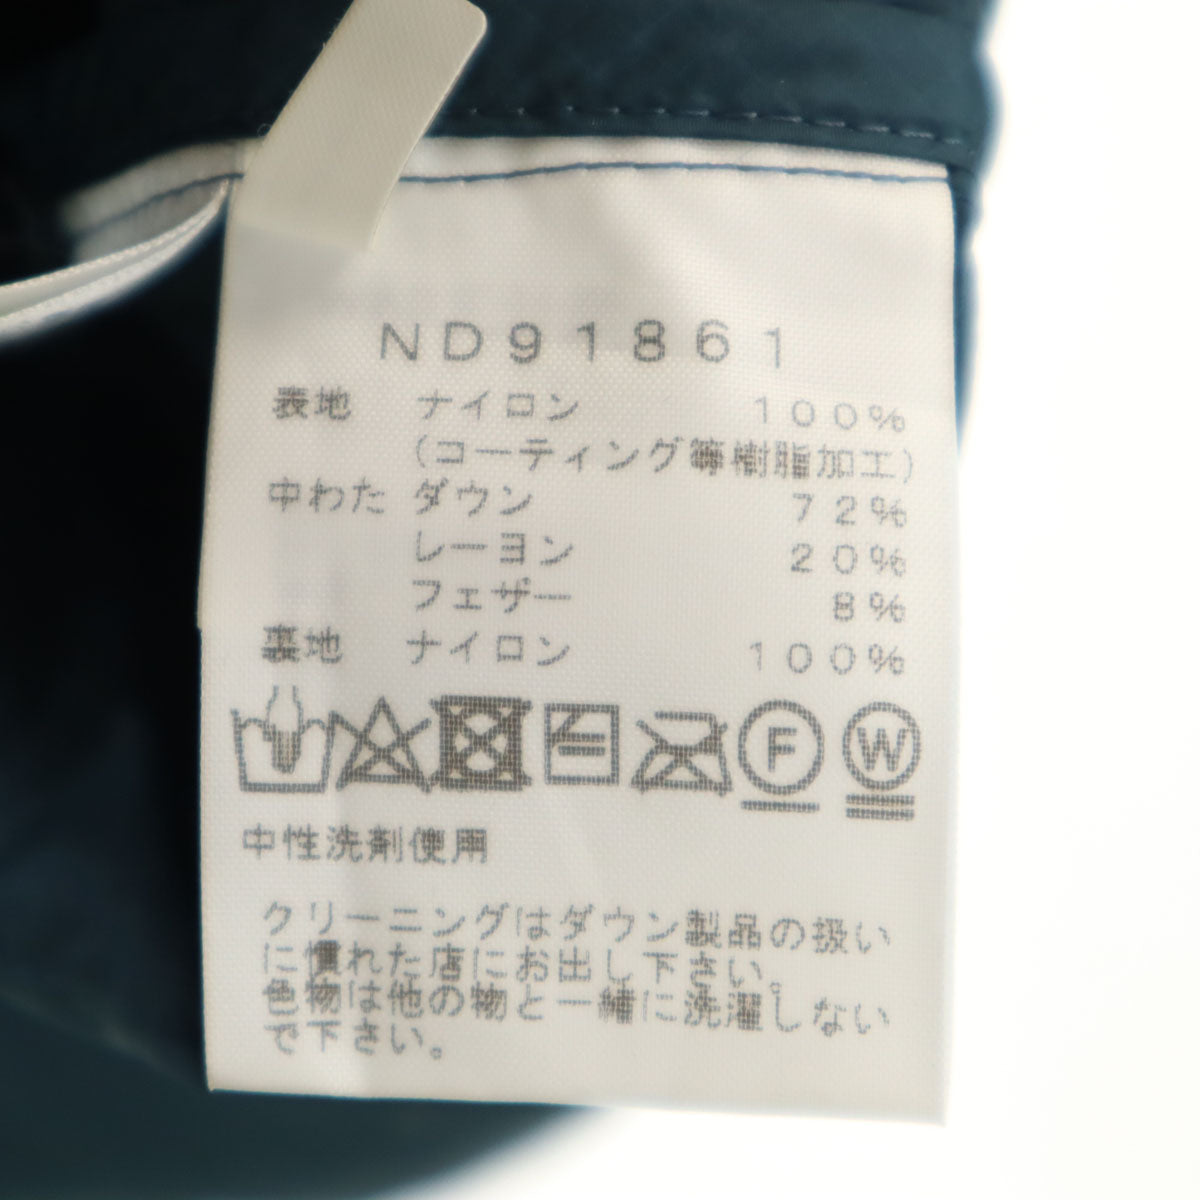 ND91861
表地 ナイロン 100%
(コーティング等樹脂加工)
中わた ダウン 72%
レーヨン 20%
フェザー 8%
裏地 ナイロン 100%
F W
中性洗剤使用
クリーニングはダウン製品の扱い
に慣れた店にお出し下さい。
色物は他の物と一緒に洗濯しない
で下さい。